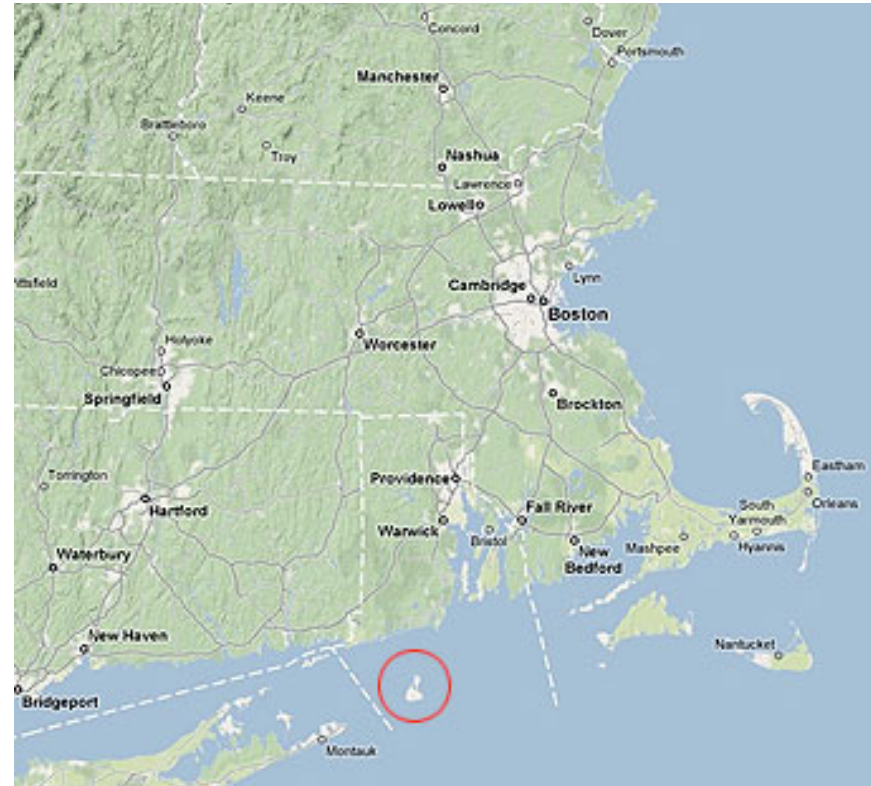 Concord
Dover
Portsmouth
Manchester
Keene
Brattleboro
Troy
Nashua
Lawrence
Lowell
Lynn
Cambridge
Boston
ittsfield
Holyoke
Worcester
Chicopee
Springfield
Brockton
Torrington
Providence
Eastham
Hartford
Fall River
South
Yarmouth
Orleans
Warwick
Bristol
New
Bedford
Mashpee
Hyannis
Waterbury
New Haven
Nantucket
Bridgeport
Montauk